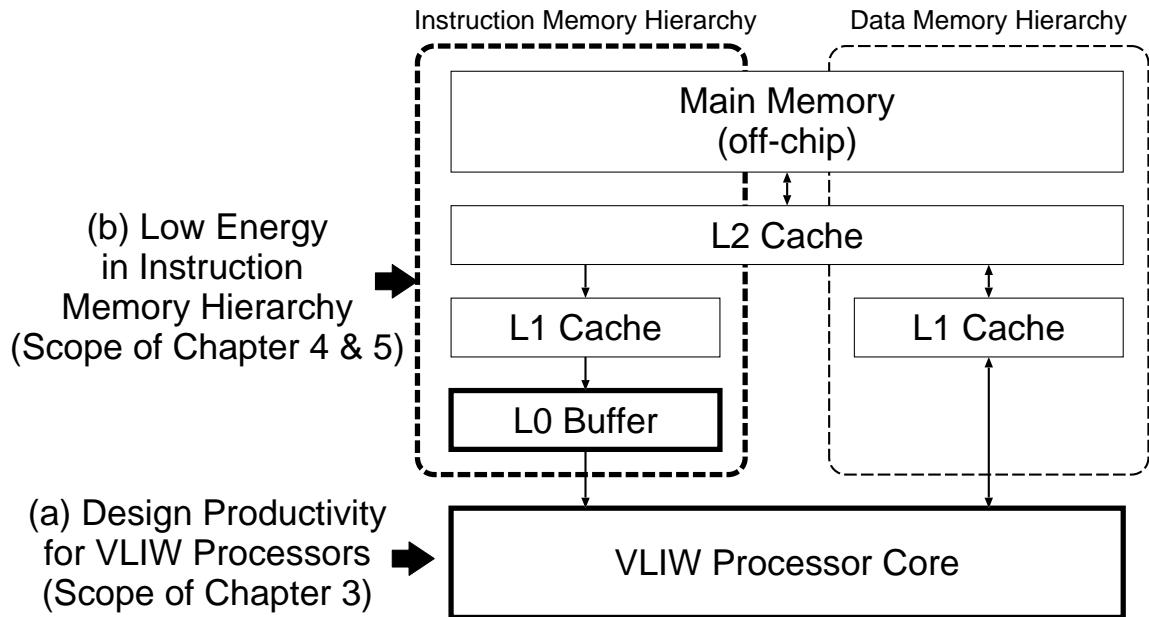 Instruction Memory Hierarchy
Data Memory Hierarchy
Main Memory
(off-chip)
L2 Cache
(b) Low Energy
in Instruction
Memory Hierarchy
(Scope of Chapter 4 & 5)
L1 Cache
L1 Cache
L0 Buffer
(a) Design Productivity
for VLIW Processors
(Scope of Chapter 3)
VLIW Processor Core